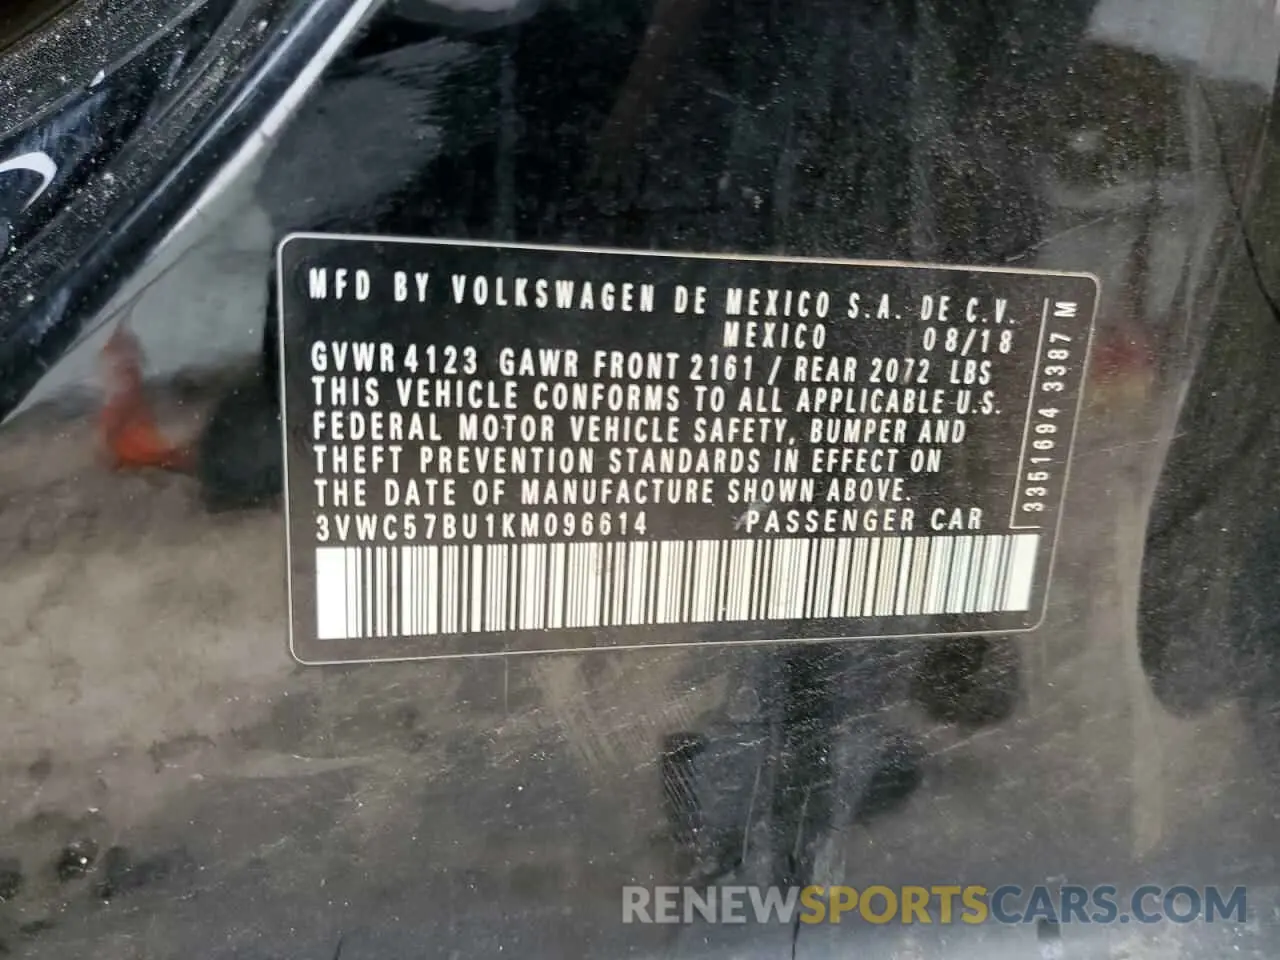 MFD BY VOLKSWAGEN DE MEXICO S.A. DE C.V.
MEXICO 08/18
GVWR 4123 GAWR FRONT 2161 / REAR 2072 LBS
THIS VEHICLE CONFORMS TO ALL APPLICABLE U.S.
FEDERAL MOTOR VEHICLE SAFETY, BUMPER AND
THEFT PREVENTION STANDARDS IN EFFECT ON
THE DATE OF MANUFACTURE SHOWN ABOVE.
3VWC57BU1KM096614 PASSENGER CAR
3351694 3387 M
RENEWSPORTSCARS.COM